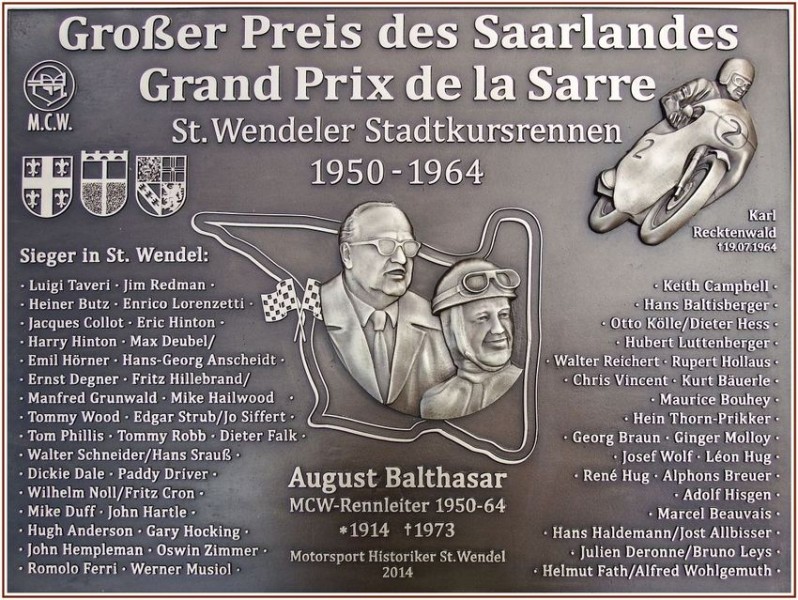 Großer Preis des Saarlandes
Grand Prix de la Sarre
St. Wendeler Stadtkursrennen
1950 - 1964
M.C.W.
2
2
Karl
Recktenwald
†19.07.1964
Sieger in St. Wendel:
· Luigi Taveri · Jim Redman ·
· Heiner Butz · Enrico Lorenzetti ·
· Jacques Collot · Eric Hinton ·
· Harry Hinton · Max Deubel/
Emil Hörner · Hans-Georg Anscheidt ·
· Ernst Degner · Fritz Hillebrand/
Manfred Grunwald · Mike Hailwood ·
· Tommy Wood · Edgar Strub/Jo Siffert ·
· Tom Phillis · Tommy Robb · Dieter Falk ·
· Walter Schneider/Hans Srauß ·
· Dickie Dale · Paddy Driver ·
· Wilhelm Noll/Fritz Cron ·
· Mike Duff · John Hartle ·
· Hugh Anderson · Gary Hocking ·
· John Hempleman · Oswin Zimmer ·
· Romolo Ferri · Werner Musiol ·
· Keith Campbell ·
· Hans Baltisberger ·
· Otto Kölle/Dieter Hess ·
· Hubert Luttenberger ·
· Walter Reichert · Rupert Hollaus ·
· Chris Vincent · Kurt Bäuerle ·
· Maurice Bouhey ·
· Hein Thorn-Prikker ·
· Georg Braun · Ginger Molloy ·
· Josef Wolf · Léon Hug ·
· René Hug · Alphons Breuer ·
· Adolf Hisgen ·
· Marcel Beauvais ·
· Hans Haldemann/Jost Allbisser ·
· Julien Deronne/Bruno Leys ·
· Helmut Fath/Alfred Wohlgemuth ·
August Balthasar
MCW-Rennleiter 1950-64
*1914 †1973
Motorsport Historiker St. Wendel
2014